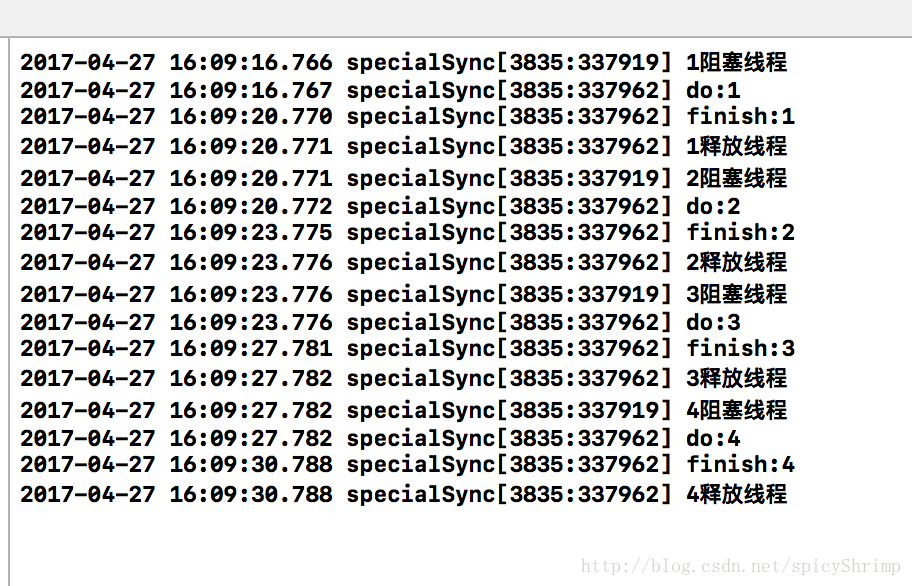 2017-04-27 16:09:16.766 specialSync[3835:337919] 1阻塞线程
2017-04-27 16:09:16.767 specialSync[3835:337962] do:1
2017-04-27 16:09:20.770 specialSync[3835:337962] finish:1
2017-04-27 16:09:20.771 specialSync[3835:337962] 1释放线程
2017-04-27 16:09:20.771 specialSync[3835:337919] 2阻塞线程
2017-04-27 16:09:20.772 specialSync[3835:337962] do:2
2017-04-27 16:09:23.775 specialSync[3835:337962] finish:2
2017-04-27 16:09:23.776 specialSync[3835:337962] 2释放线程
2017-04-27 16:09:23.776 specialSync[3835:337919] 3阻塞线程
2017-04-27 16:09:23.776 specialSync[3835:337962] do:3
2017-04-27 16:09:27.781 specialSync[3835:337962] finish:3
2017-04-27 16:09:27.782 specialSync[3835:337962] 3释放线程
2017-04-27 16:09:27.782 specialSync[3835:337919] 4阻塞线程
2017-04-27 16:09:27.782 specialSync[3835:337962] do:4
2017-04-27 16:09:30.788 specialSync[3835:337962] finish:4
2017-04-27 16:09:30.788 specialSync[3835:337962] 4释放线程
http://blog.csdn.net/spicyShrimp